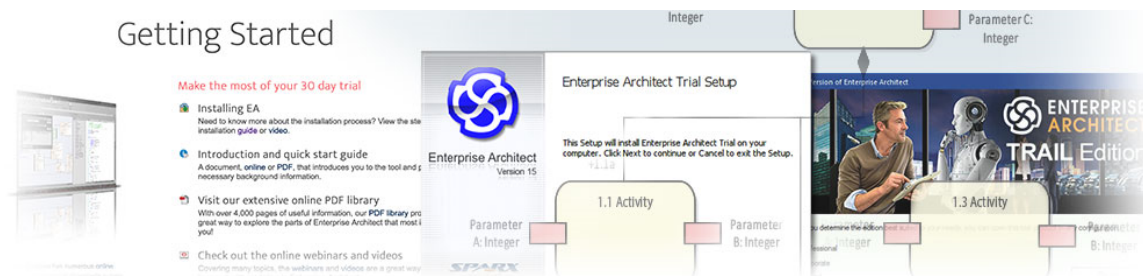 Getting Started
Make the most of your 30 day trial
Installing EA
Need to know more about the installation process? View the ste
installation guide or video.
Introduction and quick start guide
A document, online or PDF, that introduces you to the tool and p
necessary background information.
Visit our extensive online PDF library
With over 4,000 pages of useful information, our PDF library pro
great way to explore the parts of Enterprise Architect that most i
you!
Check out the online webinars and videos
Covering many topics, the webinars and videos are a great way
Enterprise Architect
Version 15
SPARX
Enterprise Architect Trial Setup
This Setup will install Enterprise Architect Trial on your
computer. Click Next to continue or Cancel to exit the Setup.
1.1 Activity
Parameter
A: Integer
Parameter
B: Integer
Integer
Parameter C:
Integer
ersion of Enterprise Architect
ENTERPRIS
ARCHITEC
TRAIL Edition
1.3 Activity
Integer
Parameter
B: Integer